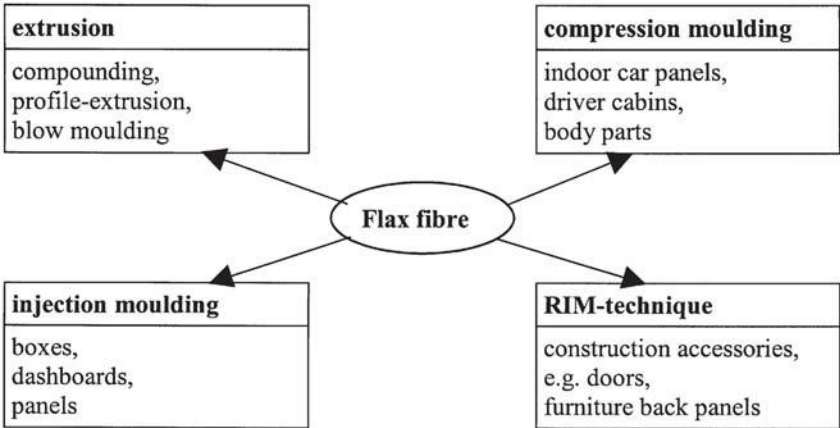 extrusion
compounding,
profile-extrusion,
blow moulding
compression moulding
indoor car panels,
driver cabins,
body parts
Flax fibre
injection moulding
boxes,
dashboards,
panels
RIM-technique
construction accessories,
e.g. doors,
furniture back panels